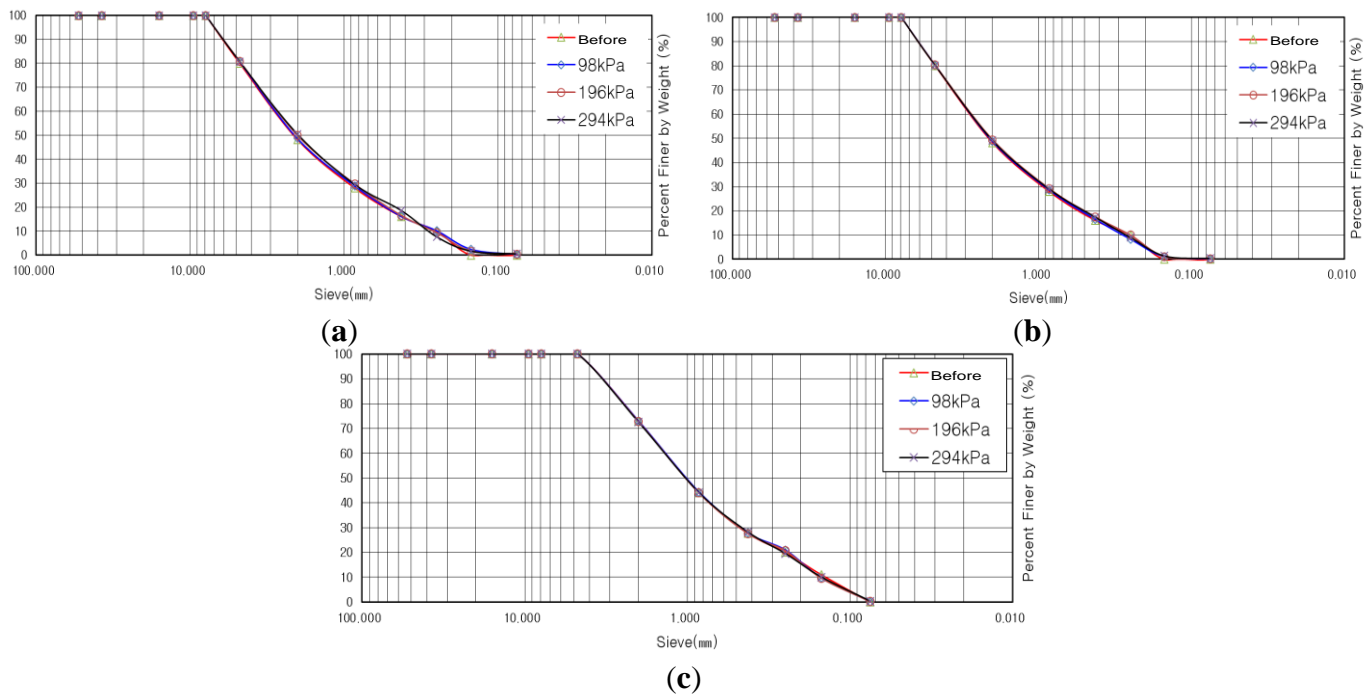 100
90
80
70
60
50
40
30
20
10
0
100.000 10.000 1.000 0.100 0.010
Sieve(㎜)
Percent Finer by Weight (%)
Before
98kPa
196kPa
294kPa
(a)
100
90
80
70
60
50
40
30
20
10
0
100.000 10.000 1.000 0.100 0.010
Sieve(㎜)
Percent Finer by Weight (%)
Before
98kPa
196kPa
294kPa
(b)
100
90
80
70
60
50
40
30
20
10
0
100.000 10.000 1.000 0.100 0.010
Sieve(㎜)
Percent Finer by Weight (%)
Before
98kPa
196kPa
294kPa
(c)